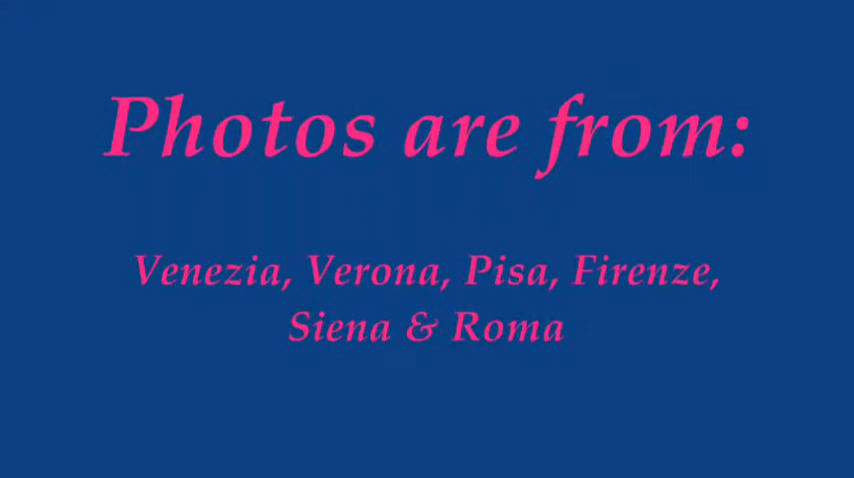 Photos are from:
Venezia, Verona, Pisa, Firenze,
Siena & Roma